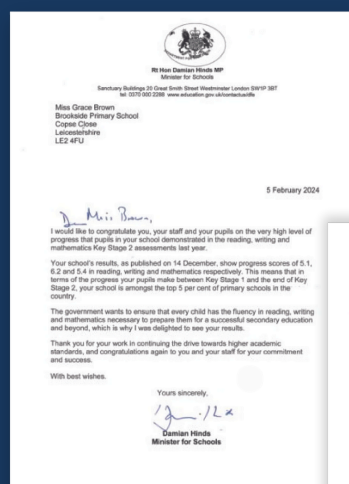 Rt Hon Damian Hinds MP
Minister for Schools
Sanctuary Buildings 20 Great Smith Street Westminster London SW1P 3BT
tel: 0370 000 2288 www.education.gov.uk/contactus/dfe
Miss Grace Brown
Brookside Primary School
Copse Close
Leicestershire
LE2 4FU
5 February 2024
Miss Brown,
I would like to congratulate you, your staff and your pupils on the very high level of
progress that pupils in your school demonstrated in the reading, writing and
mathematics Key Stage 2 assessments last year.
Your school's results, as published on 14 December, show progress scores of 5.1,
6.2 and 5.4 in reading, writing and mathematics respectively. This means that in
terms of the progress your pupils make between Key Stage 1 and the end of Key
Stage 2, your school is amongst the top 5 per cent of primary schools in the
country.
The government wants to ensure that every child has the fluency in reading, writing
and mathematics necessary to prepare them for a successful secondary education
and beyond, which is why I was delighted to see your results.
Thank you for your work in continuing the drive towards higher academic
standards, and congratulations again to you and your staff for your commitment
and success.
With best wishes.
Yours sincerely,
Damian Hinds
Minister for Schools